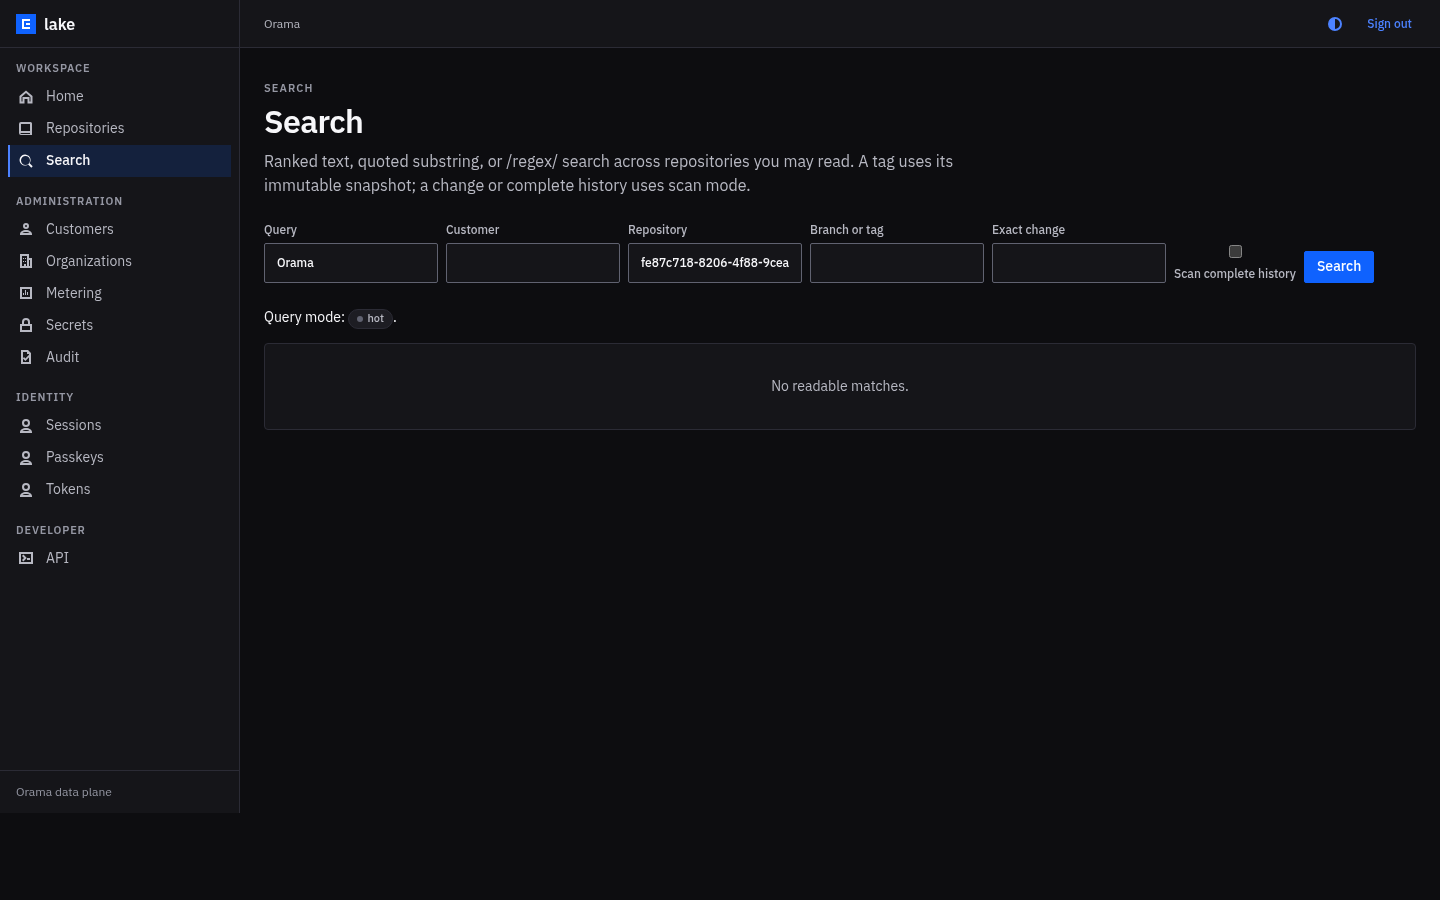 lake
Orama
Sign out
WORKSPACE
Home
Repositories
Search
ADMINISTRATION
Customers
Organizations
Metering
Secrets
Audit
IDENTITY
Sessions
Passkeys
Tokens
DEVELOPER
API
Orama data plane
SEARCH
Search
Ranked text, quoted substring, or /regex/ search across repositories you may read. A tag uses its
immutable snapshot; a change or complete history uses scan mode.
Query
Customer
Repository
Branch or tag
Exact change
Orama
fe87c718-8206-4f88-9cea
Scan complete history
Search
Query mode: hot.
No readable matches.